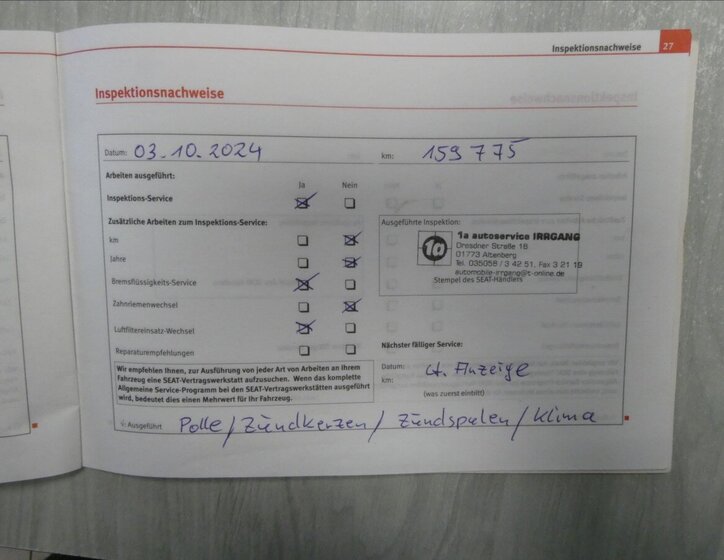 Inspektionsnachweise 27
Inspektionsnachweise
Datum: 03.10.2024 km: 159 775
Arbeiten ausgeführt:
Ja Nein
Inspektions-Service
Zusätzliche Arbeiten zum Inspektions-Service:
km
Jahre
Bremsflüssigkeits-Service
Zahnriemenwechsel
Luftfiltereinsatz-Wechsel
Reparaturempfehlungen
Ausgeführte Inspektion:
1a
1a autoservice IRRGANG
Dresdner Straße 18
01773 Altenberg
Tel. 035058 / 3 42 51, Fax 3 21 19
automobile-irrgang@t-online.de
Stempel des SEAT-Händlers
Nächster fälliger Service:
Datum: lt. Anzeige
km:
(was zuerst eintritt)
Wir empfehlen Ihnen, zur Ausführung von jeder Art von Arbeiten an Ihrem
Fahrzeug eine SEAT-Vertragswerkstatt aufzusuchen. Wenn das komplette
Allgemeine Service-Programm bei den SEAT-Vertragswerkstätten ausgeführt
wird, bedeutet dies einen Mehrwert für Ihr Fahrzeug.
√: Ausgeführt Polle/Zündkerzen/Zündspulen/Klima